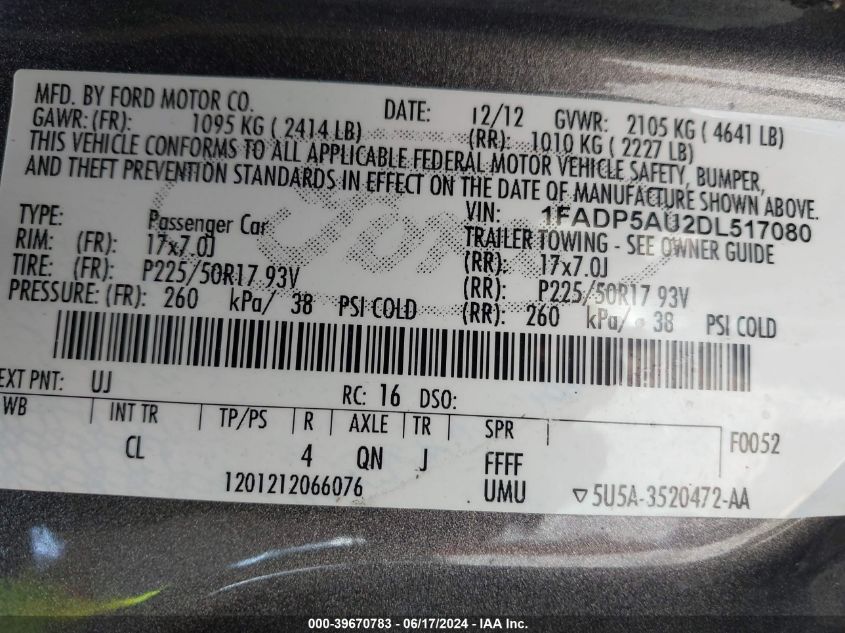 MFD. BY FORD MOTOR CO. DATE: 12/12 GVWR: 2105 KG ( 4641 LB)
GAWR: (FR): 1095 KG ( 2414 LB) (RR): 1010 KG ( 2227 LB)
THIS VEHICLE CONFORMS TO ALL APPLICABLE FEDERAL MOTOR VEHICLE SAFETY, BUMPER,
AND THEFT PREVENTION STANDARDS IN EFFECT ON THE DATE OF MANUFACTURE SHOWN ABOVE.
VIN: 1FADP5AU2DL517080
TYPE: Passenger Car TRAILER TOWING - SEE OWNER GUIDE
RIM: (FR): 17x7.0J (RR): 17x7.0J
TIRE: (FR): P225/50R17 93V (RR): P225/50R17 93V
PRESSURE: (FR): 260 kPa/ 38 PSI COLD (RR): 260 kPa/ 38 PSI COLD
EXT PNT: UJ RC: 16 DSO:
WB INT TR TP/PS R AXLE TR SPR F0052
CL 4 QN J FFFF
1201212066076 UMU ▽5U5A-3520472-AA
Ford
000-39670783 - 06/17/2024 - IAA Inc.